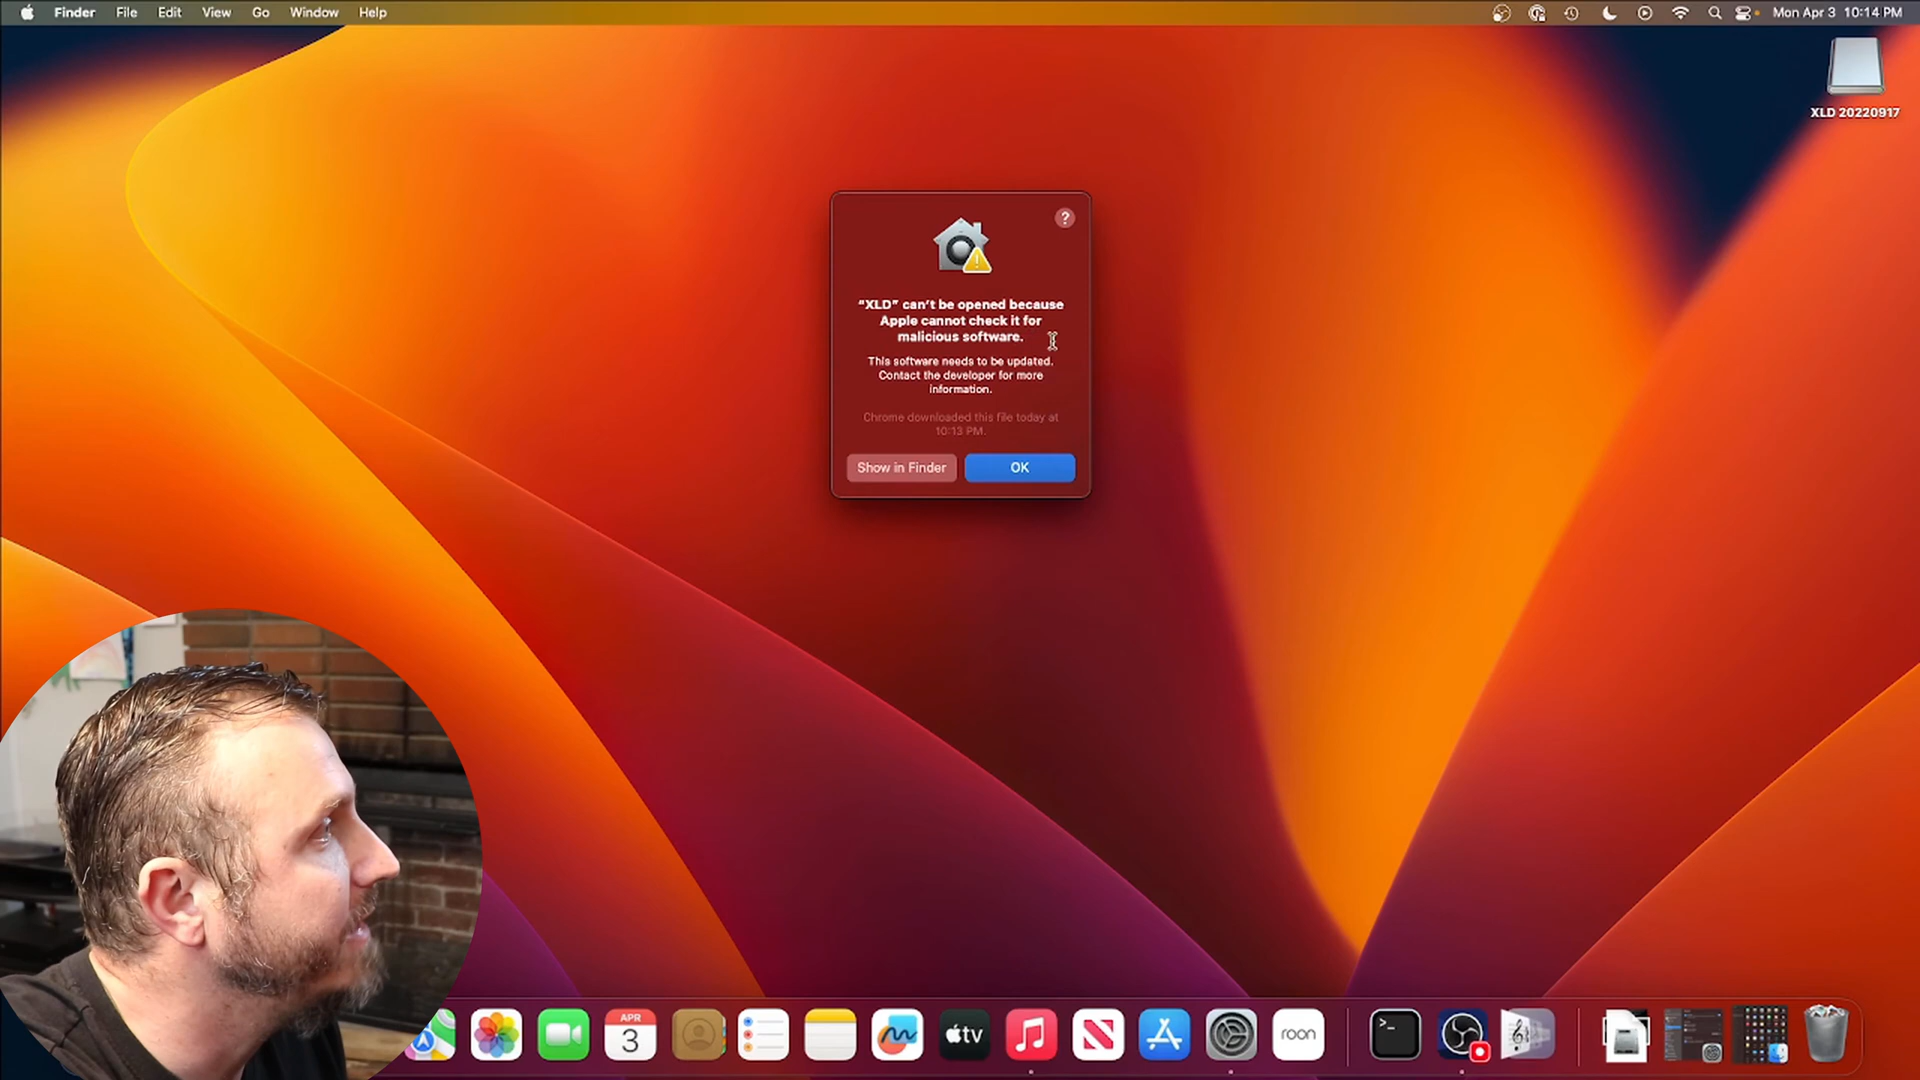 Finder File Edit View Go Window Help
Mon Apr 3 10:14 PM
XLD 20220917
?
“XLD” can’t be opened because
Apple cannot check it for
malicious software.
This software needs to be updated.
Contact the developer for more
information.
Chrome downloaded this file today at
10:13 PM.
Show in Finder OK
APR
3
tv
roon
>_